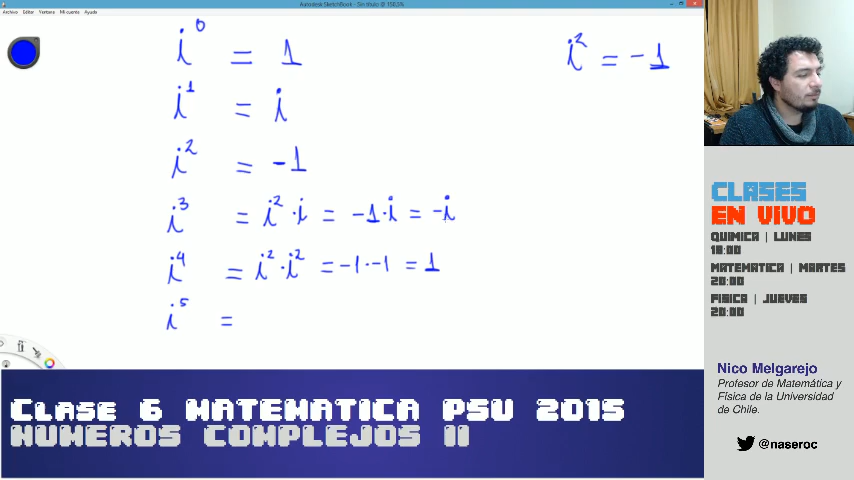 Autodesk SketchBook - Sin título @ 156.5%
Archivo Editar Ventana Mi cuenta Ayuda
i⁰ = 1
i² = -1
i¹ = i
i² = -1
i³ = i² · i = -1 · i = -i
i⁴ = i² · i² = -1 · -1 = 1
i⁵ =
CLASES
EN VIVO
QUIMICA | LUNES
18:00
MATEMATICA | MARTES
20:00
FISICA | JUEVES
20:00
Nico Melgarejo
Profesor de Matemática y
Física de la Universidad
de Chile.
@naseroc
Clase 6 MATEMATICA PSU 2015
NUMEROS COMPLEJOS II